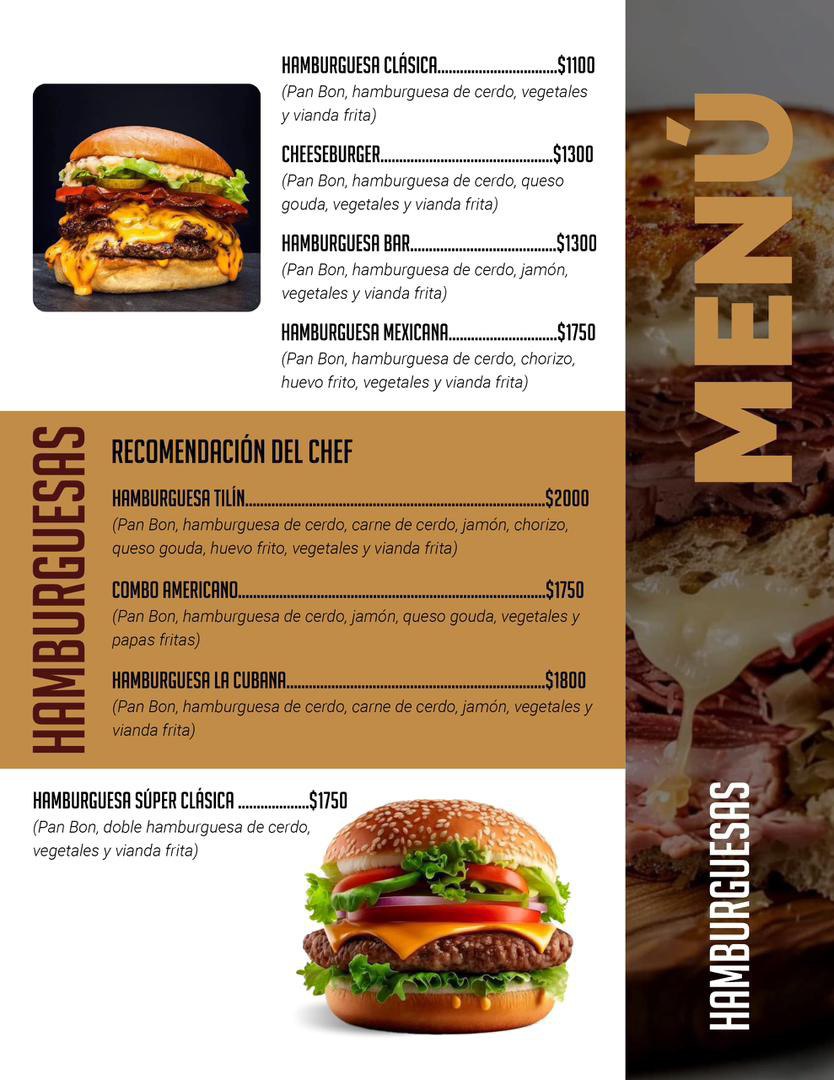 HAMBURGUESA CLÁSICA................................$1100
(Pan Bon, hamburguesa de cerdo, vegetales
y vianda frita)
CHEESEBURGER..............................................$1300
(Pan Bon, hamburguesa de cerdo, queso
gouda, vegetales y vianda frita)
HAMBURGUESA BAR.......................................$1300
(Pan Bon, hamburguesa de cerdo, jamón,
vegetales y vianda frita)
HAMBURGUESA MEXICANA.............................$1750
(Pan Bon, hamburguesa de cerdo, chorizo,
huevo frito, vegetales y vianda frita)
HAMBURGUESAS
RECOMENDACIÓN DEL CHEF
HAMBURGUESA TILÍN................................................................................$2000
(Pan Bon, hamburguesa de cerdo, carne de cerdo, jamón, chorizo,
queso gouda, huevo frito, vegetales y vianda frita)
COMBO AMERICANO..................................................................................$1750
(Pan Bon, hamburguesa de cerdo, jamón, queso gouda, vegetales y
papas fritas)
HAMBURGUESA LA CUBANA.....................................................................$1800
(Pan Bon, hamburguesa de cerdo, carne de cerdo, jamón, vegetales y
vianda frita)
HAMBURGUESA SÚPER CLÁSICA ...................$1750
(Pan Bon, doble hamburguesa de cerdo,
vegetales y vianda frita)
MENÚ
HAMBURGUESAS